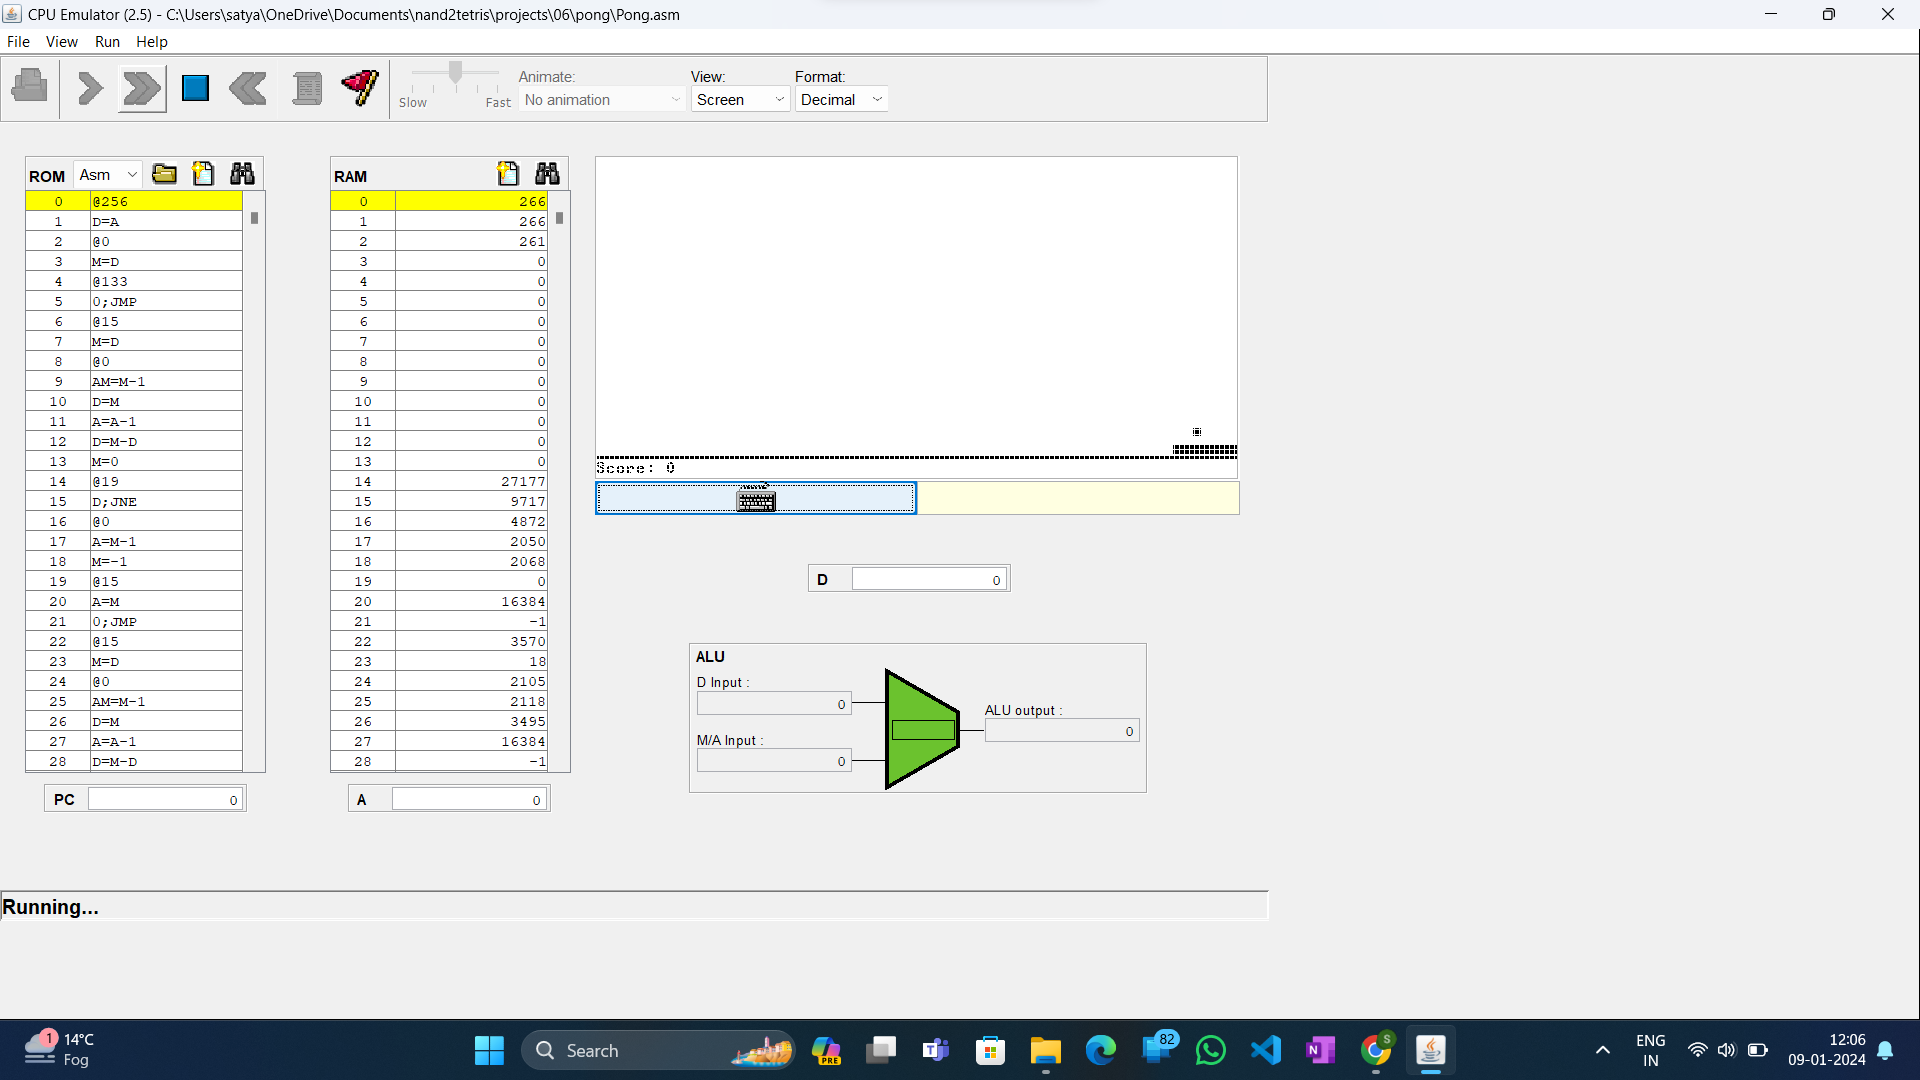 CPU Emulator (2.5) - C:\Users\satya\OneDrive\Documents\nand2tetris\projects\06\pong\Pong.asm
File View Run Help
Slow Fast
Animate:
No animation
View:
Screen
Format:
Decimal
ROM Asm
0 @256
1 D=A
2 @0
3 M=D
4 @133
5 0;JMP
6 @15
7 M=D
8 @0
9 AM=M-1
10 D=M
11 A=A-1
12 D=M-D
13 M=0
14 @19
15 D;JNE
16 @0
17 A=M-1
18 M=-1
19 @15
20 A=M
21 0;JMP
22 @15
23 M=D
24 @0
25 AM=M-1
26 D=M
27 A=A-1
28 D=M-D
PC 0
RAM
0 266
1 266
2 261
3 0
4 0
5 0
6 0
7 0
8 0
9 0
10 0
11 0
12 0
13 0
14 27177
15 9717
16 4872
17 2050
18 2068
19 0
20 16384
21 -1
22 3570
23 18
24 2105
25 2118
26 3495
27 16384
28 -1
A 0
Score: 0
D 0
ALU
D Input :
0
M/A Input :
0
ALU output :
0
Running...
1
14°C
Fog
Search
PRE
82
S
ENG
IN
12:06
09-01-2024